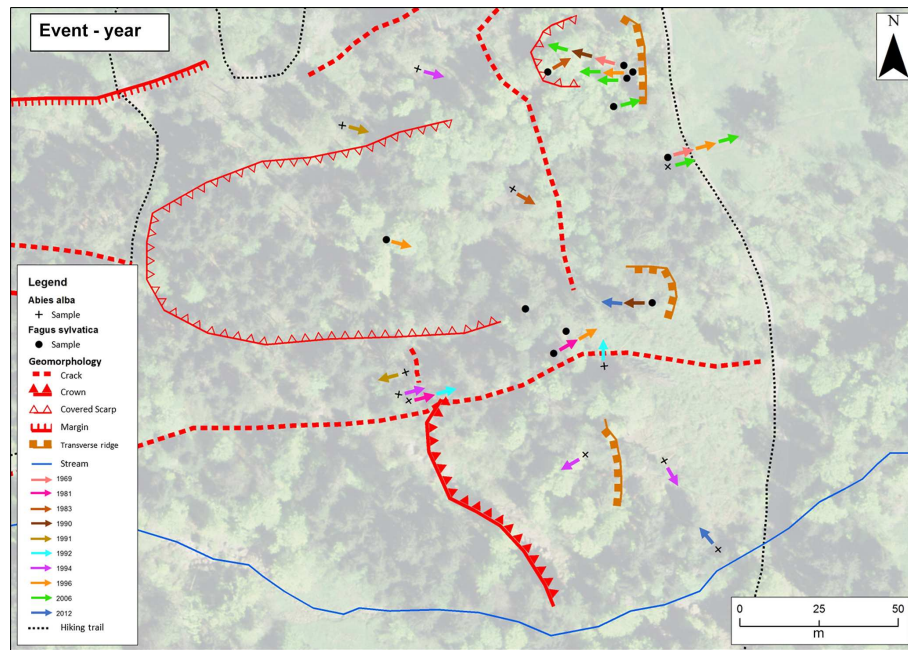 Event - year
N
Legend
Abies alba
Sample
Fagus sylvatica
Sample
Geomorphology
Crack
Crown
Covered Scarp
Margin
Transverse ridge
Stream
1969
1981
1983
1990
1991
1992
1994
1996
2006
2012
Hiking trail
0 25 50
m